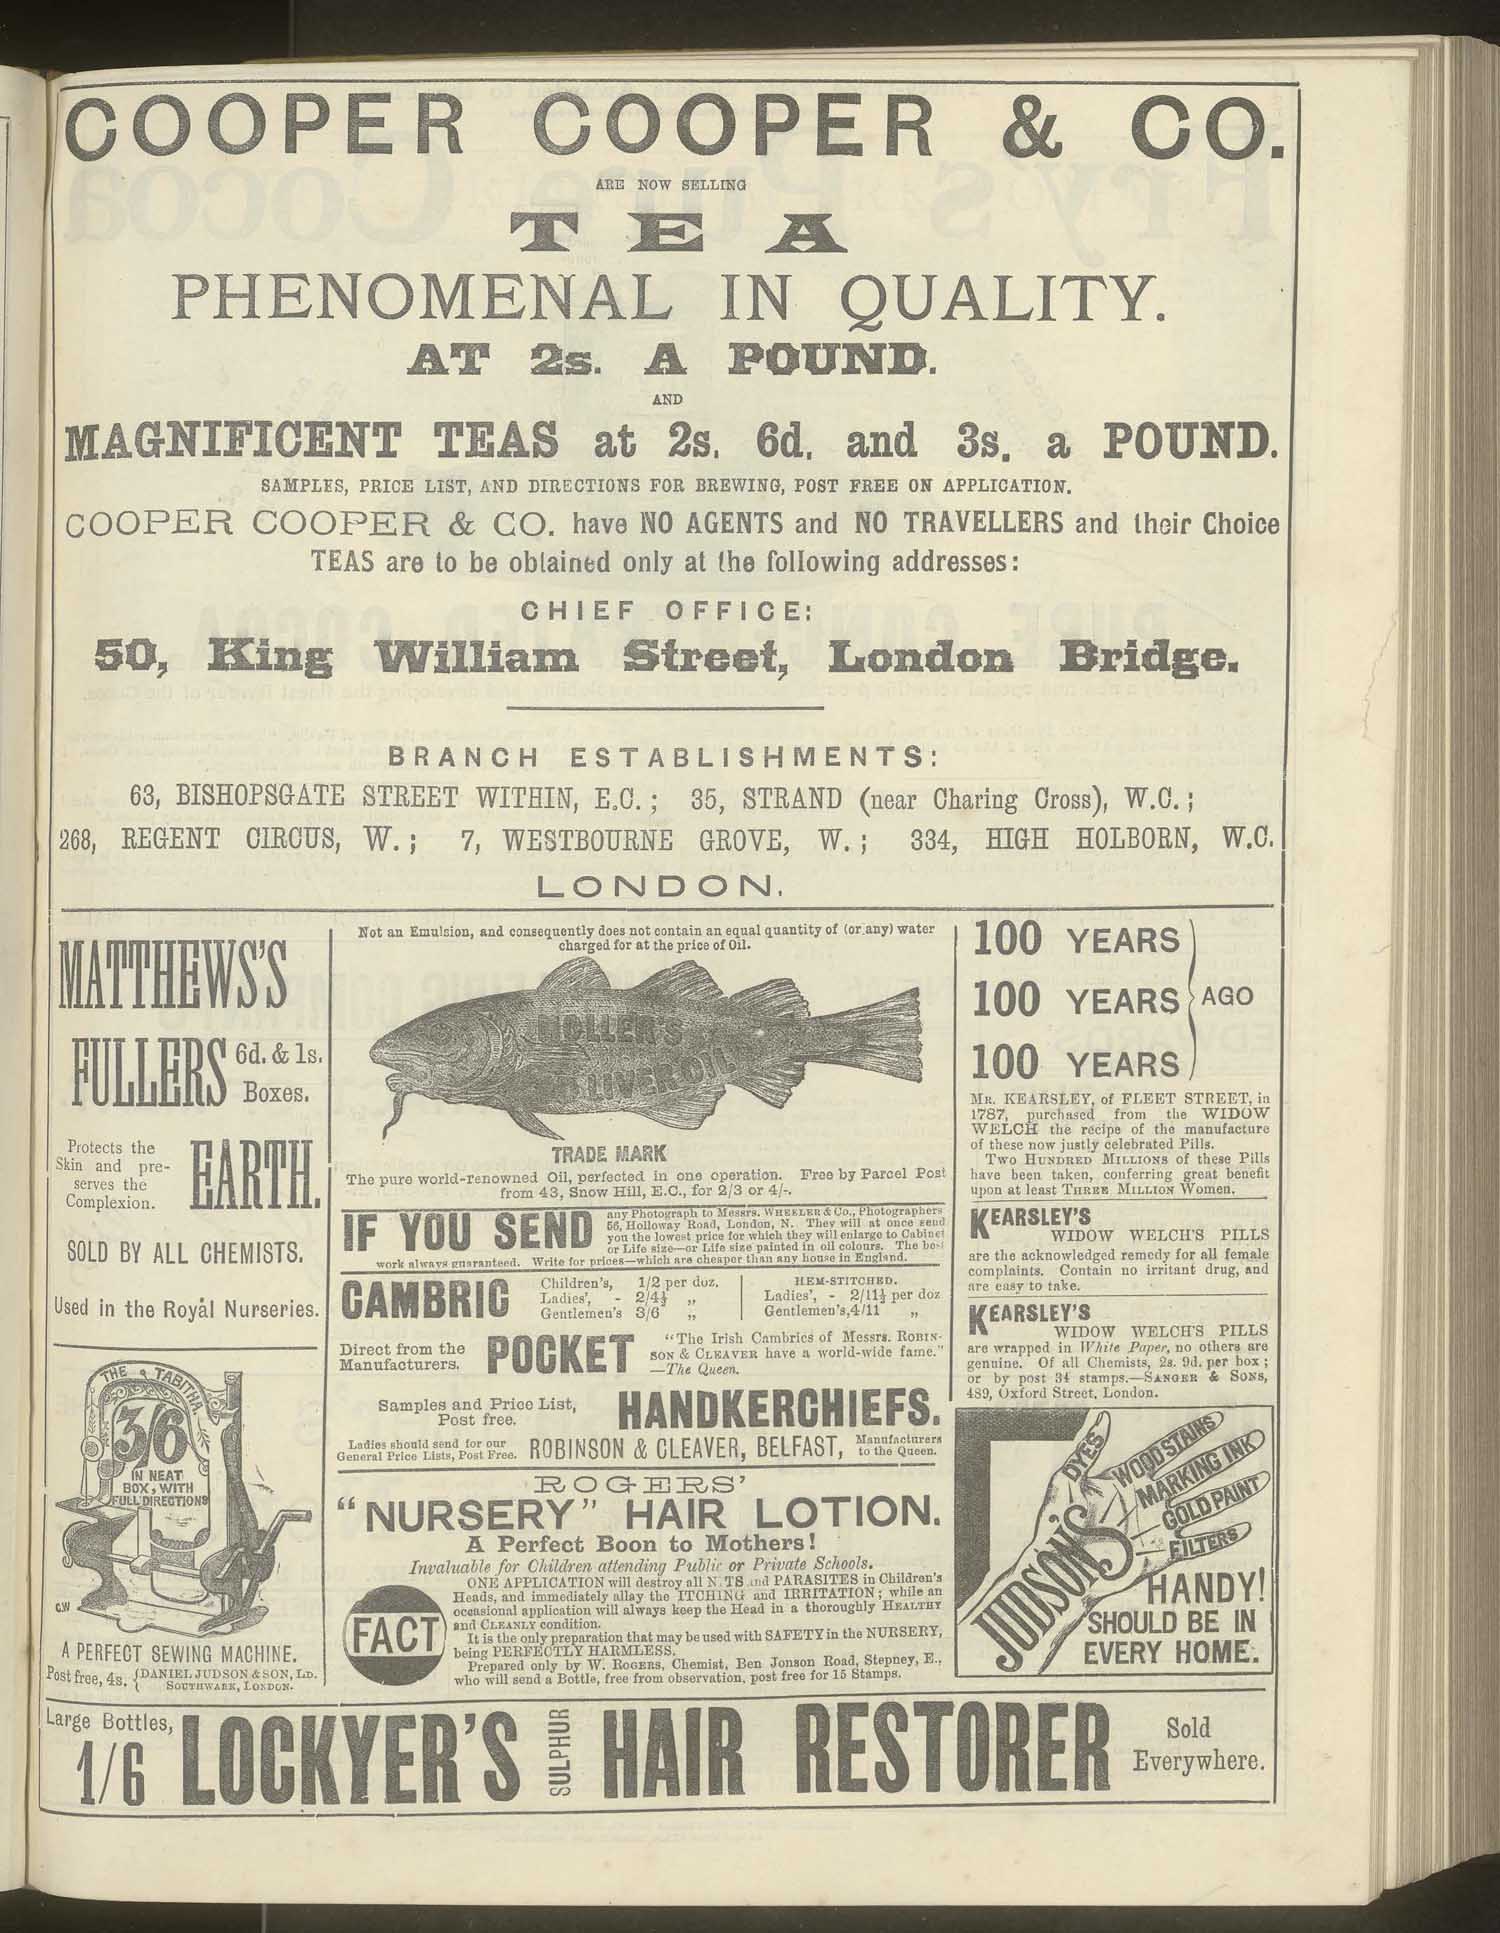 COOPER COOPER & CO.
ARE NOW SELLING
TEA
PHENOMENAL IN QUALITY.
AT 2s. A POUND.
AND
MAGNIFICENT TEAS at 2s. 6d. and 3s. a POUND.
SAMPLES, PRICE LIST, AND DIRECTIONS FOR BREWING, POST FREE ON APPLICATION.
COOPER COOPER & CO. have NO AGENTS and NO TRAVELLERS and their Choice
TEAS are to be obtained only at the following addresses:
CHIEF OFFICE:
50, King William Street, London Bridge.
BRANCH ESTABLISHMENTS:
63, BISHOPSGATE STREET WITHIN, E.C.; 35, STRAND (near Charing Cross), W.C.;
268, REGENT CIRCUS, W.; 7, WESTBOURNE GROVE, W.; 334, HIGH HOLBORN, W.C.
LONDON.
MATTHEWS'S
FULLERS 6d. & 1s.
Boxes.
Protects the
Skin and pre-
serves the
Complexion.
EARTH.
SOLD BY ALL CHEMISTS.
Used in the Royal Nurseries.
THE TABITHA.
3/6
IN NEAT
BOX, WITH
FULL DIRECTIONS
C.W
A PERFECT SEWING MACHINE.
Post free, 4s. {DANIEL JUDSON & SON, LD.
SOUTHWARK, LONDON.
Not an Emulsion, and consequently does not contain an equal quantity of (or any) water
charged for at the price of Oil.
MOLLER'S
LIVER OIL
TRADE MARK
The pure world-renowned Oil, perfected in one operation. Free by Parcel Post
from 43, Snow Hill, E.C., for 2/3 or 4/-.
IF YOU SEND any Photograph to Messrs. WHEELER & Co., Photographers
56, Holloway Road, London, N. They will at once send
you the lowest price for which they will enlarge to Cabinet
or Life size—or Life size painted in oil colours. The best
work always guaranteed. Write for prices—which are cheaper than any house in England.
CAMBRIC
Children's, 1/2 per doz.
Ladies', - 2/4½ „
Gentlemen's 3/6 „
HEM-STITCHED.
Ladies', - 2/11½ per doz
Gentlemen's, 4/11 „
Direct from the
Manufacturers.
POCKET
"The Irish Cambrics of Messrs. ROBIN-
SON & CLEAVER have a world-wide fame."
—The Queen.
Samples and Price List,
Post free.
HANDKERCHIEFS.
Ladies should send for our
General Price Lists, Post Free.
ROBINSON & CLEAVER, BELFAST,
Manufacturers
to the Queen.
ROGERS'
"NURSERY" HAIR LOTION.
A Perfect Boon to Mothers!
Invaluable for Children attending Public or Private Schools.
FACT
ONE APPLICATION will destroy all N TS and PARASITES in Children's
Heads, and immediately allay the ITCHING and IRRITATION; while an
occasional application will always keep the Head in a thoroughly HEALTHY
and CLEANLY condition.
It is the only preparation that may be used with SAFETY in the NURSERY,
being PERFECTLY HARMLESS.
Prepared only by W. ROGERS, Chemist, Ben Jonson Road, Stepney, E.,
who will send a Bottle, free from observation, post free for 15 Stamps.
100 YEARS
100 YEARS AGO
100 YEARS
MR. KEARSLEY, of FLEET STREET, in
1787, purchased from the WIDOW
WELCH the recipe of the manufacture
of these now justly celebrated Pills.
TWO HUNDRED MILLIONS of these Pills
have been taken, conferring great benefit
upon at least THREE MILLION Women.
KEARSLEY'S
WIDOW WELCH'S PILLS
are the acknowledged remedy for all female
complaints. Contain no irritant drug, and
are easy to take.
KEARSLEY'S
WIDOW WELCH'S PILLS
are wrapped in White Paper, no others are
genuine. Of all Chemists, 2s. 9d. per box;
or by post 34 stamps.—SANGER & SONS,
489, Oxford Street, London.
DYES
WOOD STAINS
MARKING INK
GOLD PAINT
FILTERS
JUDSON'S
HANDY!
SHOULD BE IN
EVERY HOME.
Large Bottles,
1/6
LOCKYER'S SULPHUR HAIR RESTORER
Sold
Everywhere.